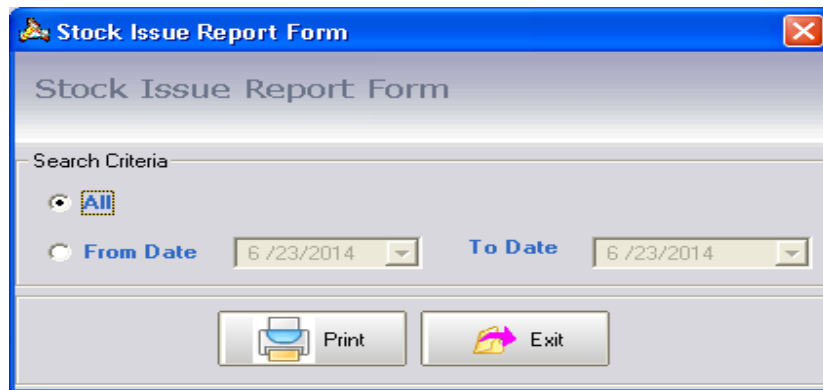 Stock Issue Report Form
Stock Issue Report Form
Search Criteria
All
From Date 6 /23/2014 To Date 6 /23/2014
Print Exit